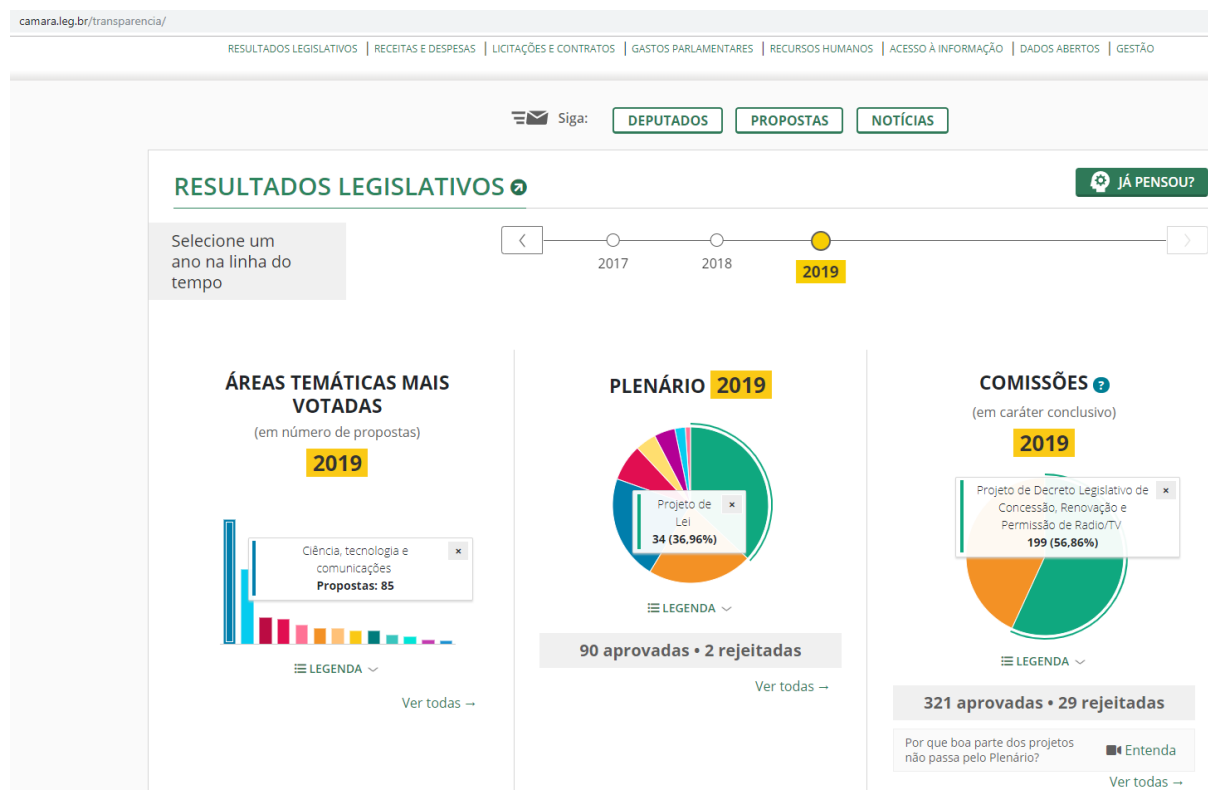 camara.leg.br/transparencia/
RESULTADOS LEGISLATIVOS | RECEITAS E DESPESAS | LICITAÇÕES E CONTRATOS | GASTOS PARLAMENTARES | RECURSOS HUMANOS | ACESSO À INFORMAÇÃO | DADOS ABERTOS | GESTÃO
Siga: DEPUTADOS PROPOSTAS NOTÍCIAS
RESULTADOS LEGISLATIVOS
JÁ PENSOU?
Selecione um
ano na linha do
tempo
2017 2018 2019
ÁREAS TEMÁTICAS MAIS
VOTADAS
(em número de propostas)
2019
Ciência, tecnologia e
comunicações
Propostas: 85
LEGENDA
Ver todas →
PLENÁRIO 2019
Projeto de
Lei
34 (36,96%)
LEGENDA
90 aprovadas • 2 rejeitadas
Ver todas →
COMISSÕES ?
(em caráter conclusivo)
2019
Projeto de Decreto Legislativo de
Concessão, Renovação e
Permissão de Radio/TV
199 (56,86%)
LEGENDA
321 aprovadas • 29 rejeitadas
Por que boa parte dos projetos
não passa pelo Plenário?
Entenda
Ver todas →